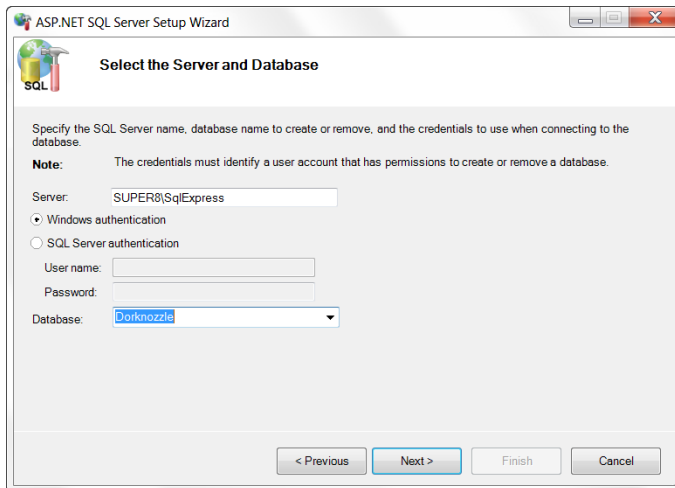 ASP.NET SQL Server Setup Wizard
SQL
Select the Server and Database
Specify the SQL Server name, database name to create or remove, and the credentials to use when connecting to the
database.
Note: The credentials must identify a user account that has permissions to create or remove a database.
Server: SUPER8\SqlExpress
Windows authentication
SQL Server authentication
User name:
Password:
Database: Dorknozzle
< Previous Next > Finish Cancel